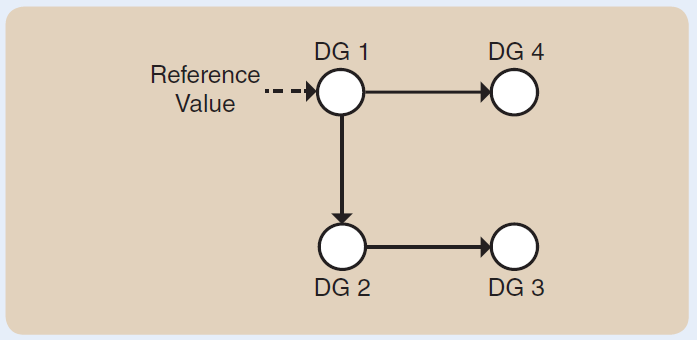 DG 1
DG 4
Reference
Value
DG 2
DG 3